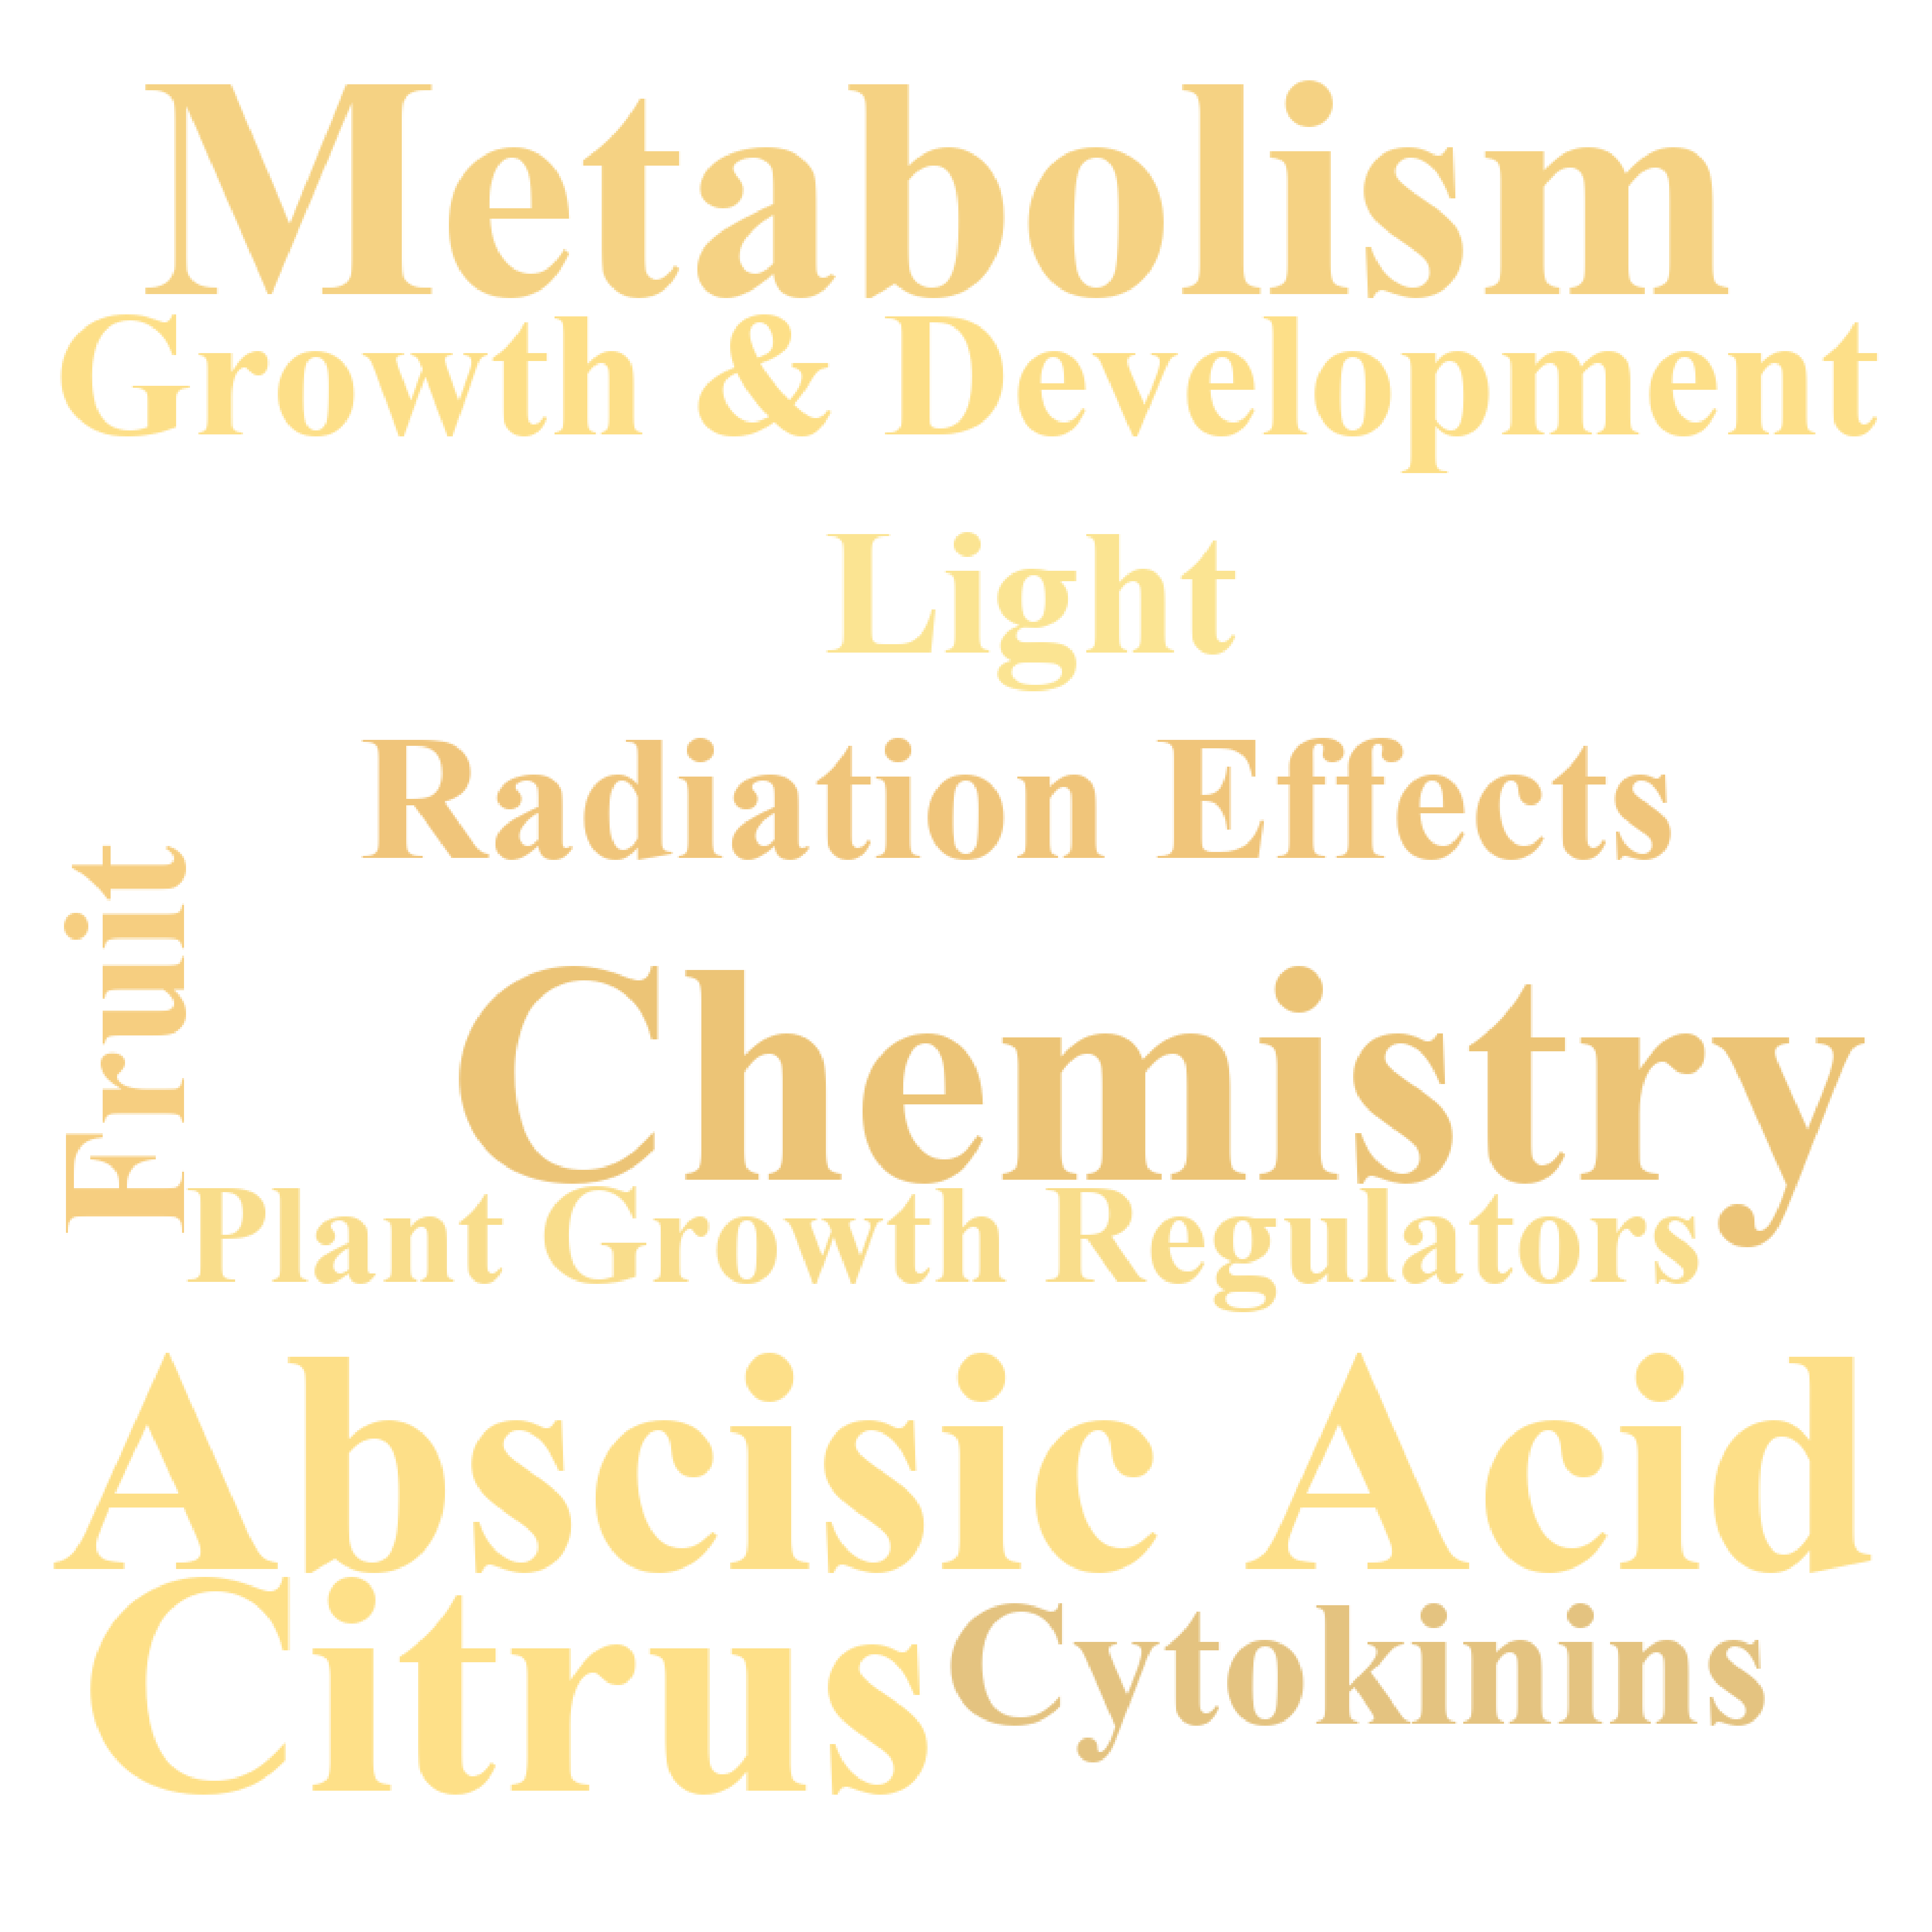 Metabolism
Growth & Development
Light
Radiation Effects
Fruit
Chemistry
Plant Growth Regulators
Abscisic Acid
Citrus
Cytokinins